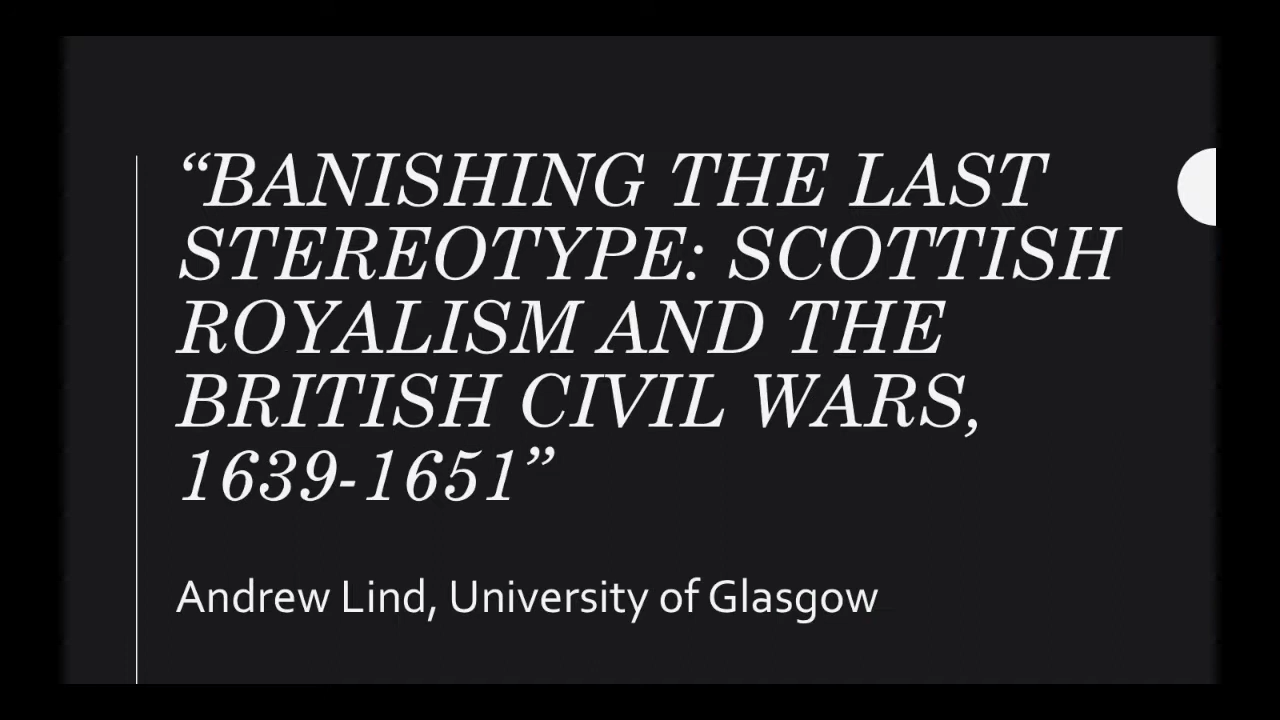 “BANISHING THE LAST
STEREOTYPE: SCOTTISH
ROYALISM AND THE
BRITISH CIVIL WARS,
1639-1651”
Andrew Lind, University of Glasgow